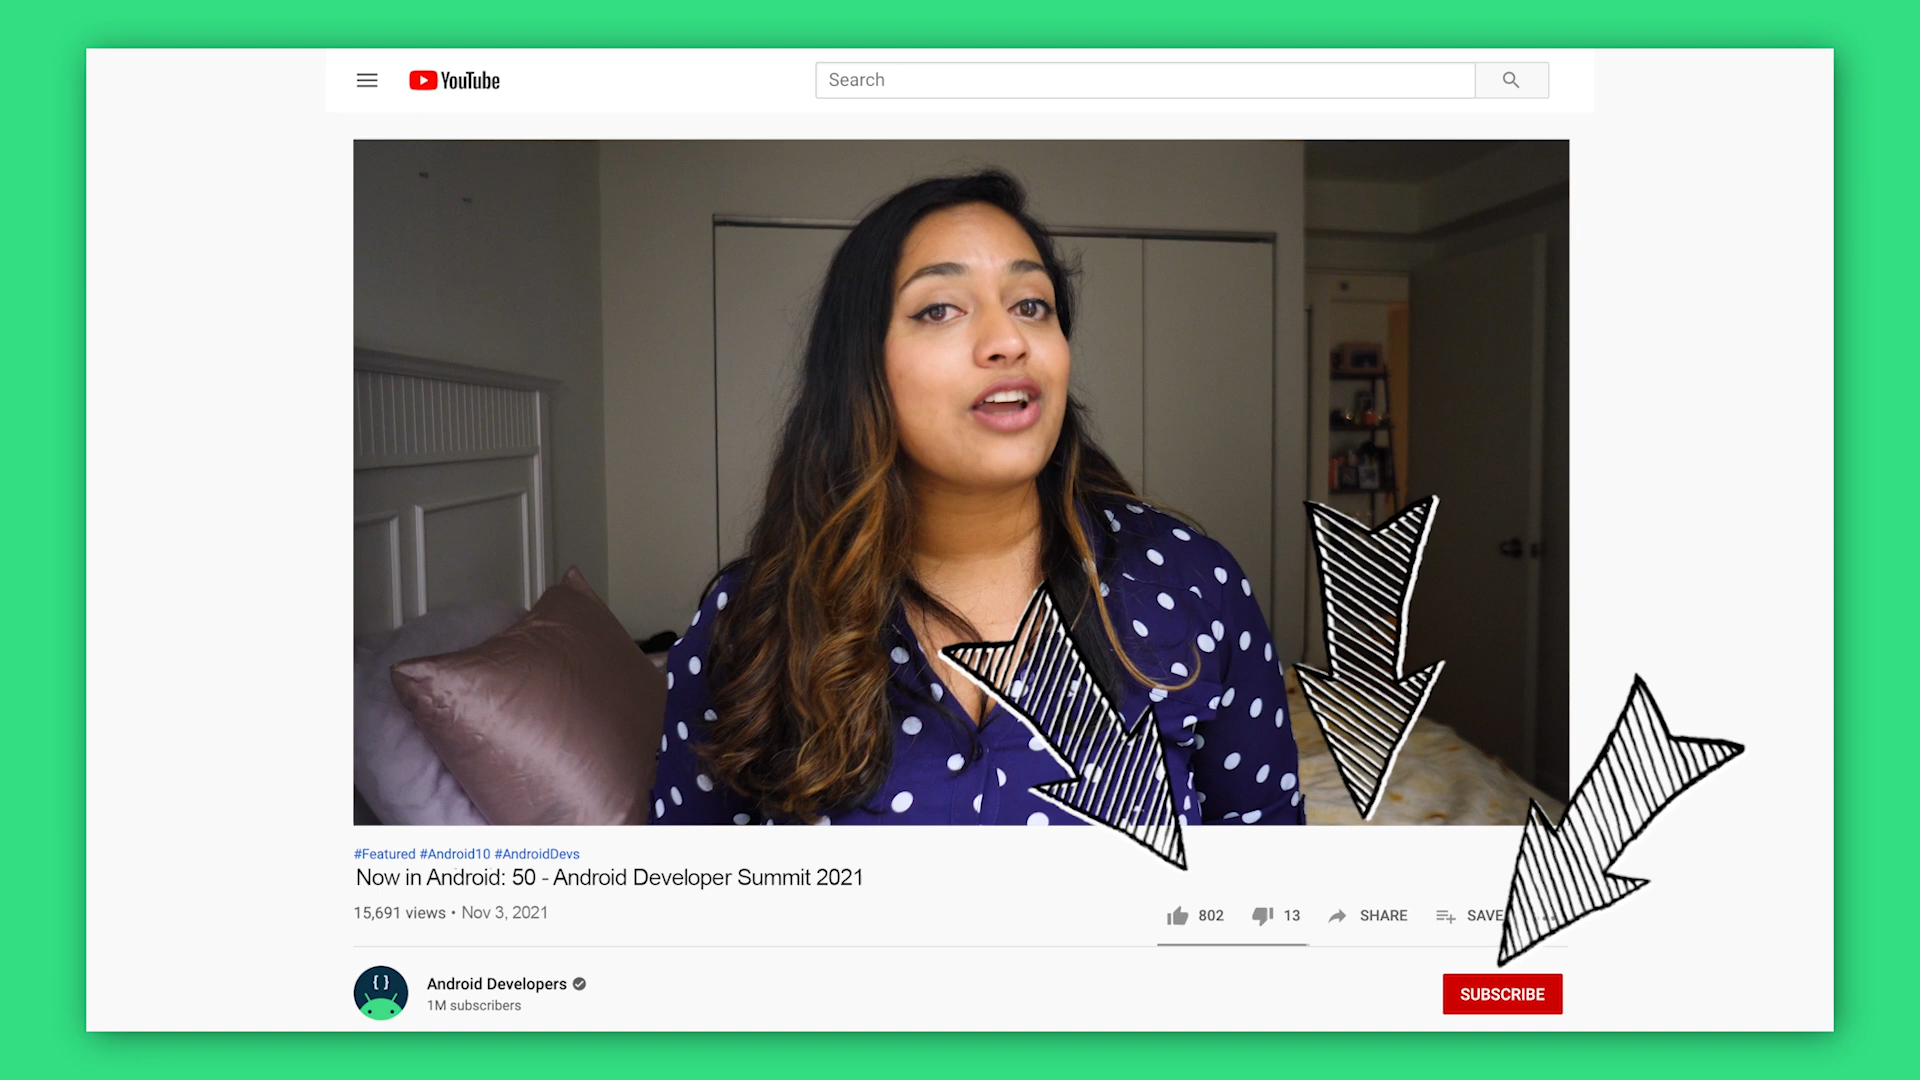 YouTube
Search
#Featured #Android10 #AndroidDevs
Now in Android: 50 - Android Developer Summit 2021
15,691 views • Nov 3, 2021
802 13 SHARE SAVE
{ }
Android Developers
1M subscribers
SUBSCRIBE